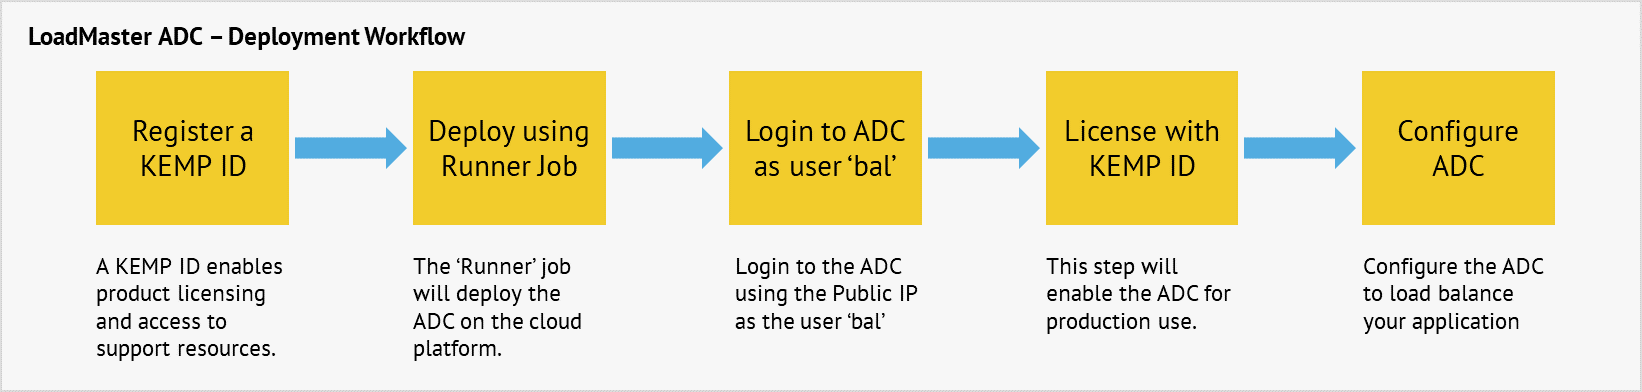 LoadMaster ADC – Deployment Workflow
Register a
KEMP ID
Deploy using
Runner Job
Login to ADC
as user ‘bal’
License with
KEMP ID
Configure
ADC
A KEMP ID enables
product licensing
and access to
support resources.
The ‘Runner’ job
will deploy the
ADC on the cloud
platform.
Login to the ADC
using the Public IP
as the user ‘bal’
This step will
enable the ADC for
production use.
Configure the ADC
to load balance
your application